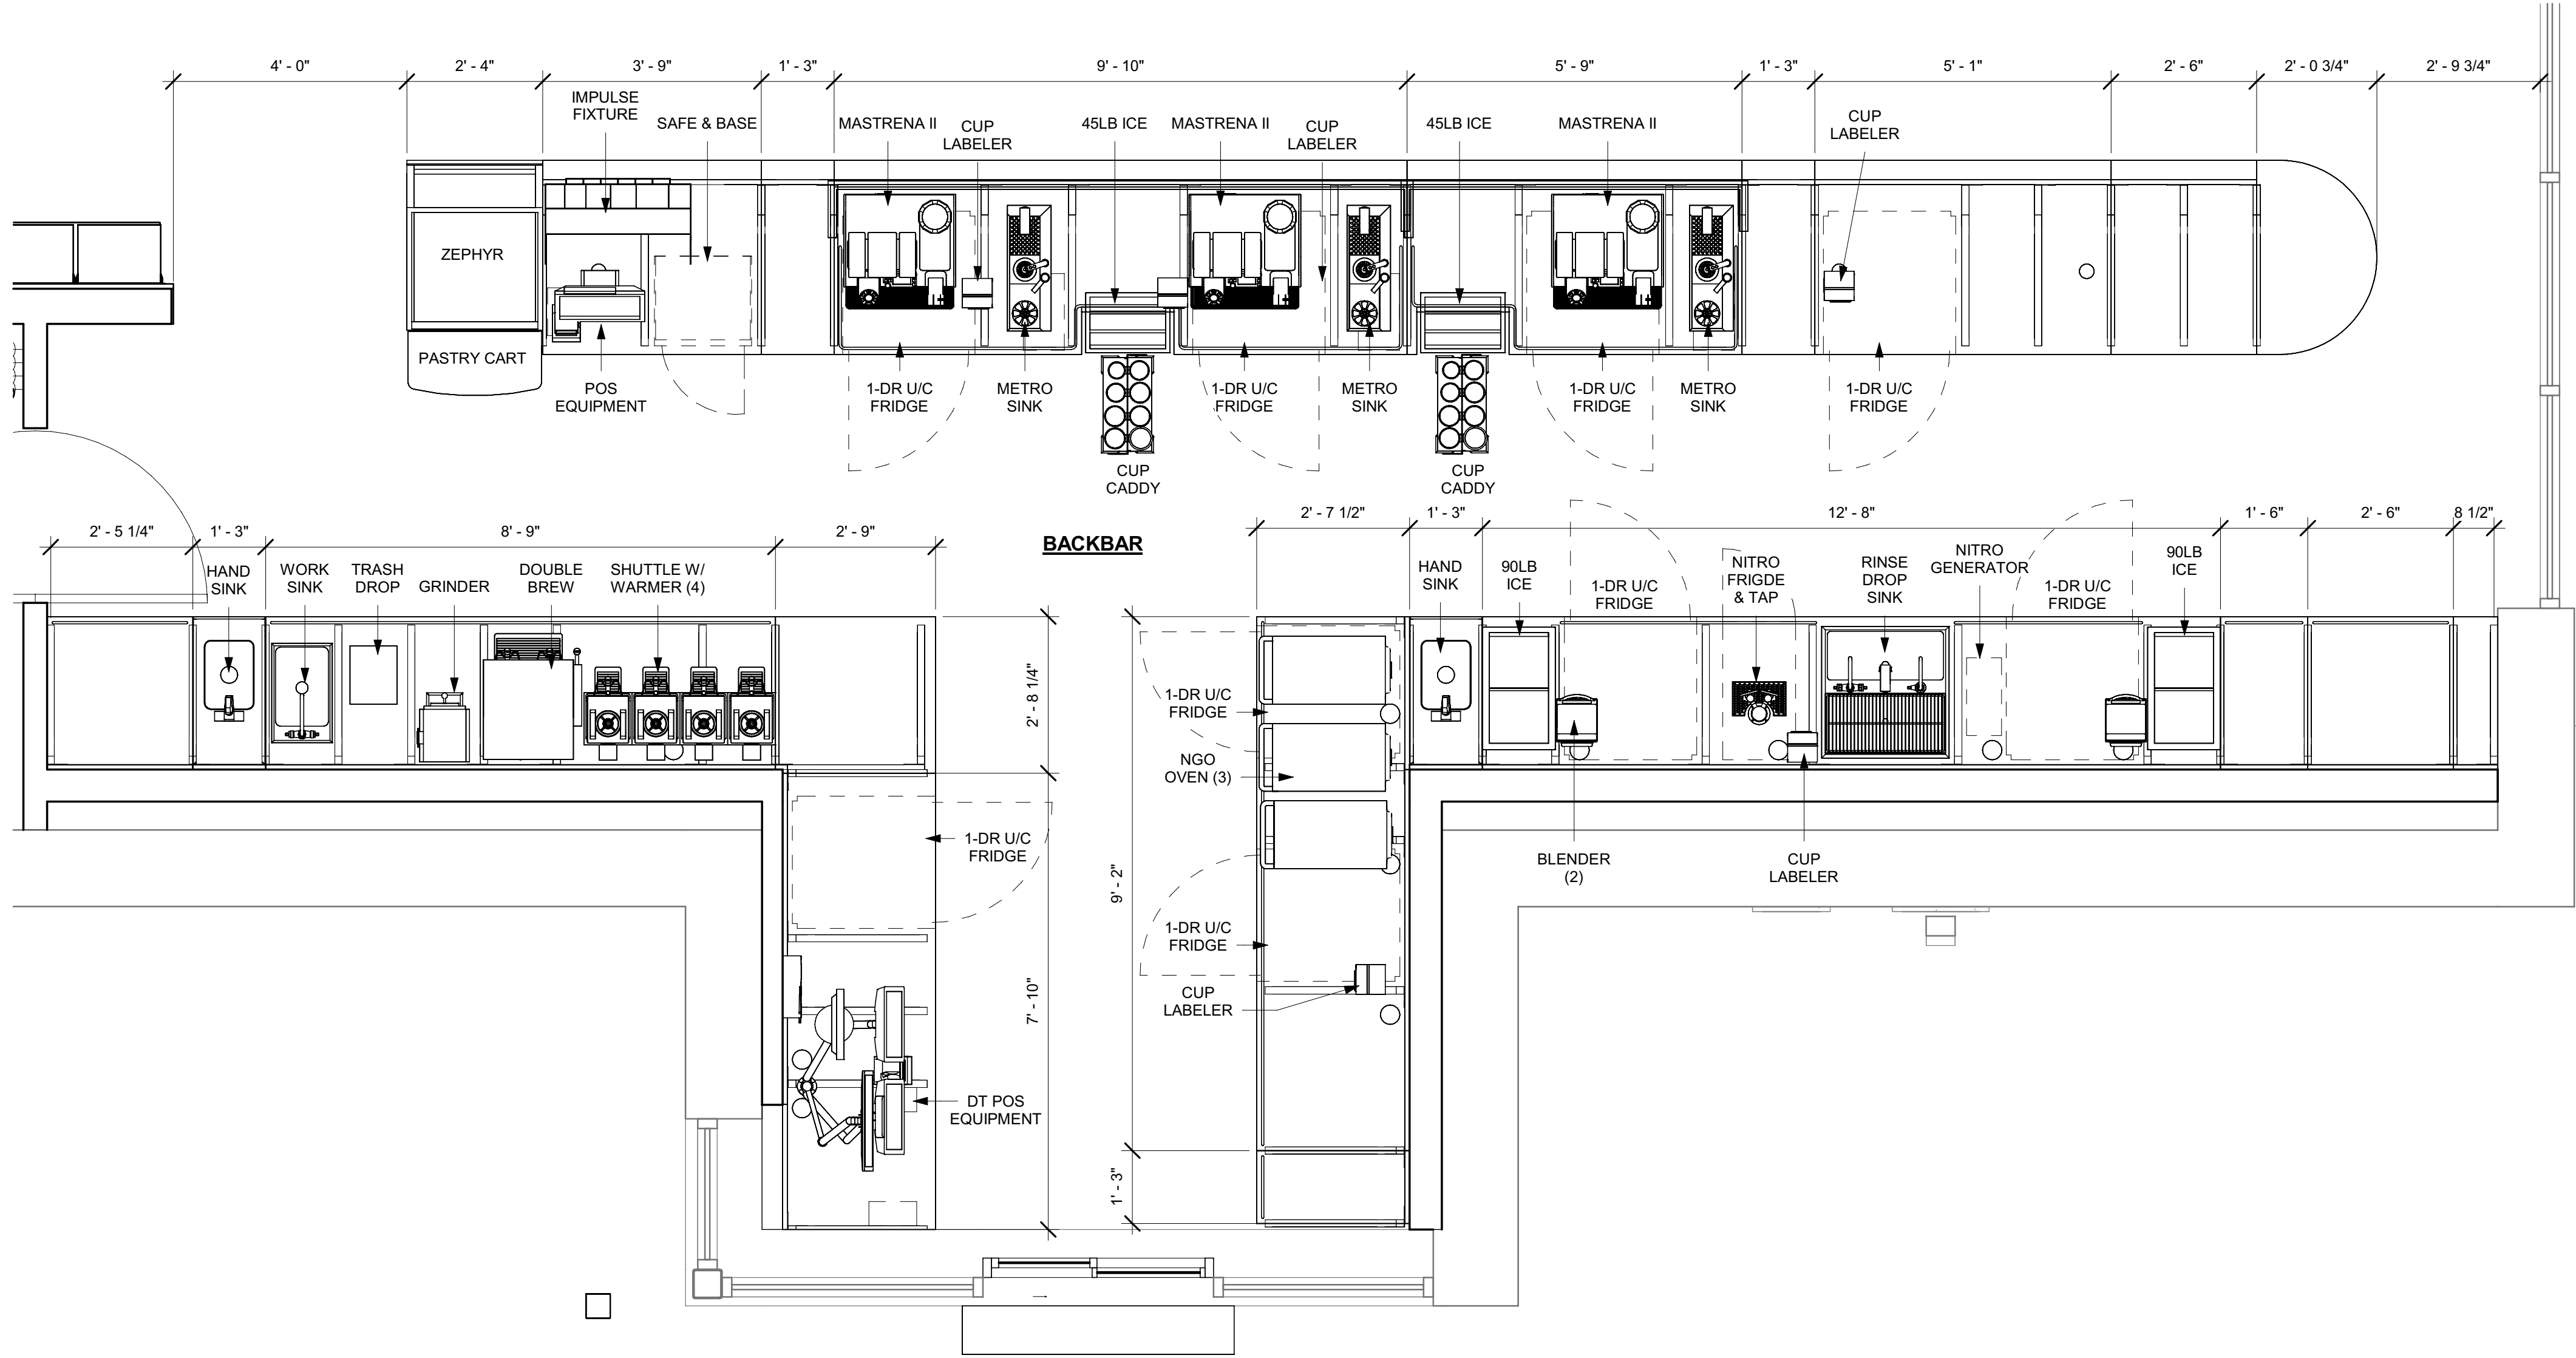 4' - 0"
2' - 4"
3' - 9"
1' - 3"
9' - 10"
5' - 9"
1' - 3"
5' - 1"
2' - 6"
2' - 0 3/4"
2' - 9 3/4"
IMPULSE
FIXTURE
SAFE & BASE
MASTRENA II
CUP
LABELER
45LB ICE
MASTRENA II
CUP
LABELER
45LB ICE
MASTRENA II
CUP
LABELER
ZEPHYR
PASTRY CART
POS
EQUIPMENT
1-DR U/C
FRIDGE
METRO
SINK
1-DR U/C
FRIDGE
METRO
SINK
1-DR U/C
FRIDGE
METRO
SINK
1-DR U/C
FRIDGE
CUP
CADDY
CUP
CADDY
2' - 5 1/4"
1' - 3"
8' - 9"
2' - 9"
BACKBAR
2' - 7 1/2"
1' - 3"
12' - 8"
1' - 6"
2' - 6"
8 1/2"
HAND
SINK
WORK
SINK
TRASH
DROP
GRINDER
DOUBLE
BREW
SHUTTLE W/
WARMER (4)
HAND
SINK
90LB
ICE
1-DR U/C
FRIDGE
NITRO
FRIGDE
& TAP
RINSE
DROP
SINK
NITRO
GENERATOR
1-DR U/C
FRIDGE
90LB
ICE
2' - 8 1/4"
1-DR U/C
FRIDGE
NGO
OVEN (3)
1-DR U/C
FRIDGE
BLENDER
(2)
CUP
LABELER
9' - 2"
1-DR U/C
FRIDGE
7' - 10"
CUP
LABELER
DT POS
EQUIPMENT
1' - 3"